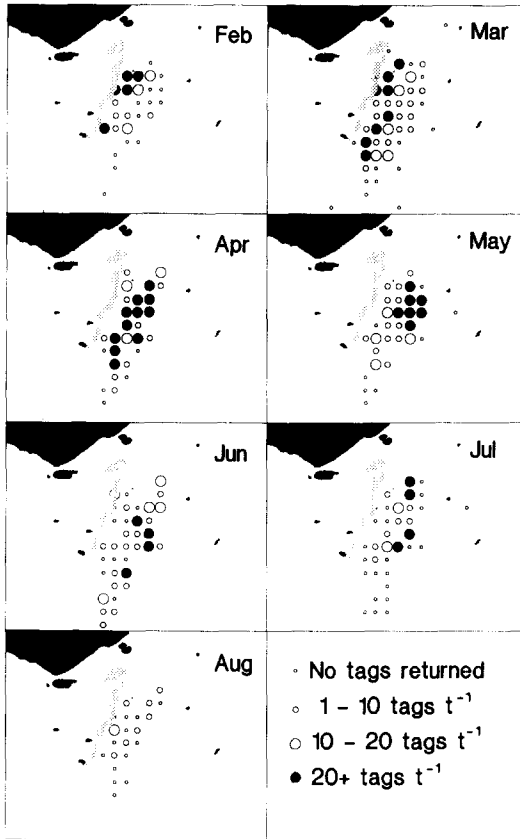 Feb
Mar
Apr
May
Jun
Jul
Aug
No tags returned
1 - 10 tags t⁻¹
10 - 20 tags t⁻¹
20+ tags t⁻¹